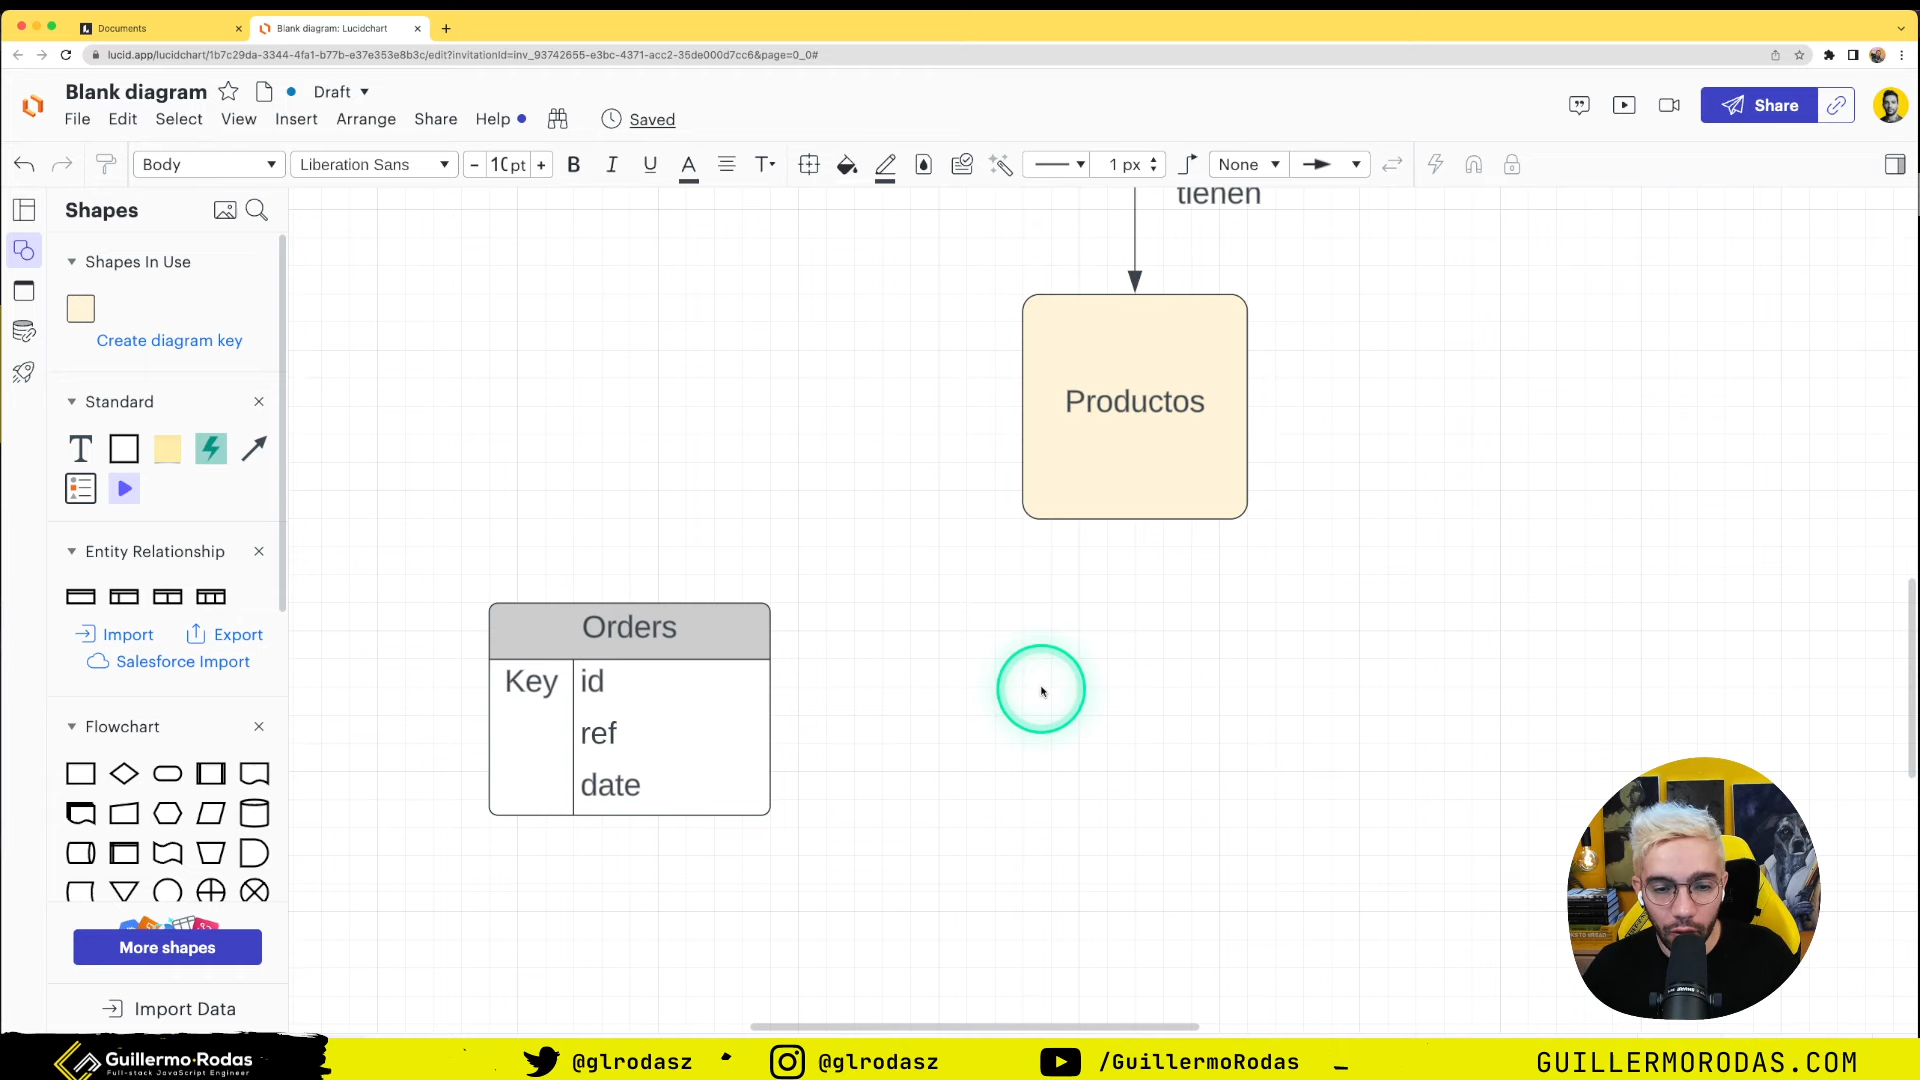 Documents
Blank diagram: Lucidchart
lucid.app/lucidchart/1b7c29da-3344-4fa1-b77b-e37e353e8b3c/edit?invitationId=inv_93742655-e3bc-4371-acc2-35de000d7cc6&page=0_0#
Blank diagram
Draft
File Edit Select View Insert Arrange Share Help
Saved
Share
Body
Liberation Sans
10 pt
B I U A T
1 px
None
Shapes
Shapes In Use
Create diagram key
Standard
T
Entity Relationship
Import
Export
Salesforce Import
Flowchart
More shapes
Import Data
tienen
Productos
Orders
Key id
ref
date
Guillermo·Rodas
Full-stack JavaScript Engineer
@glrodasz
@glrodasz
/GuillermoRodas
GUILLERMORODAS.COM